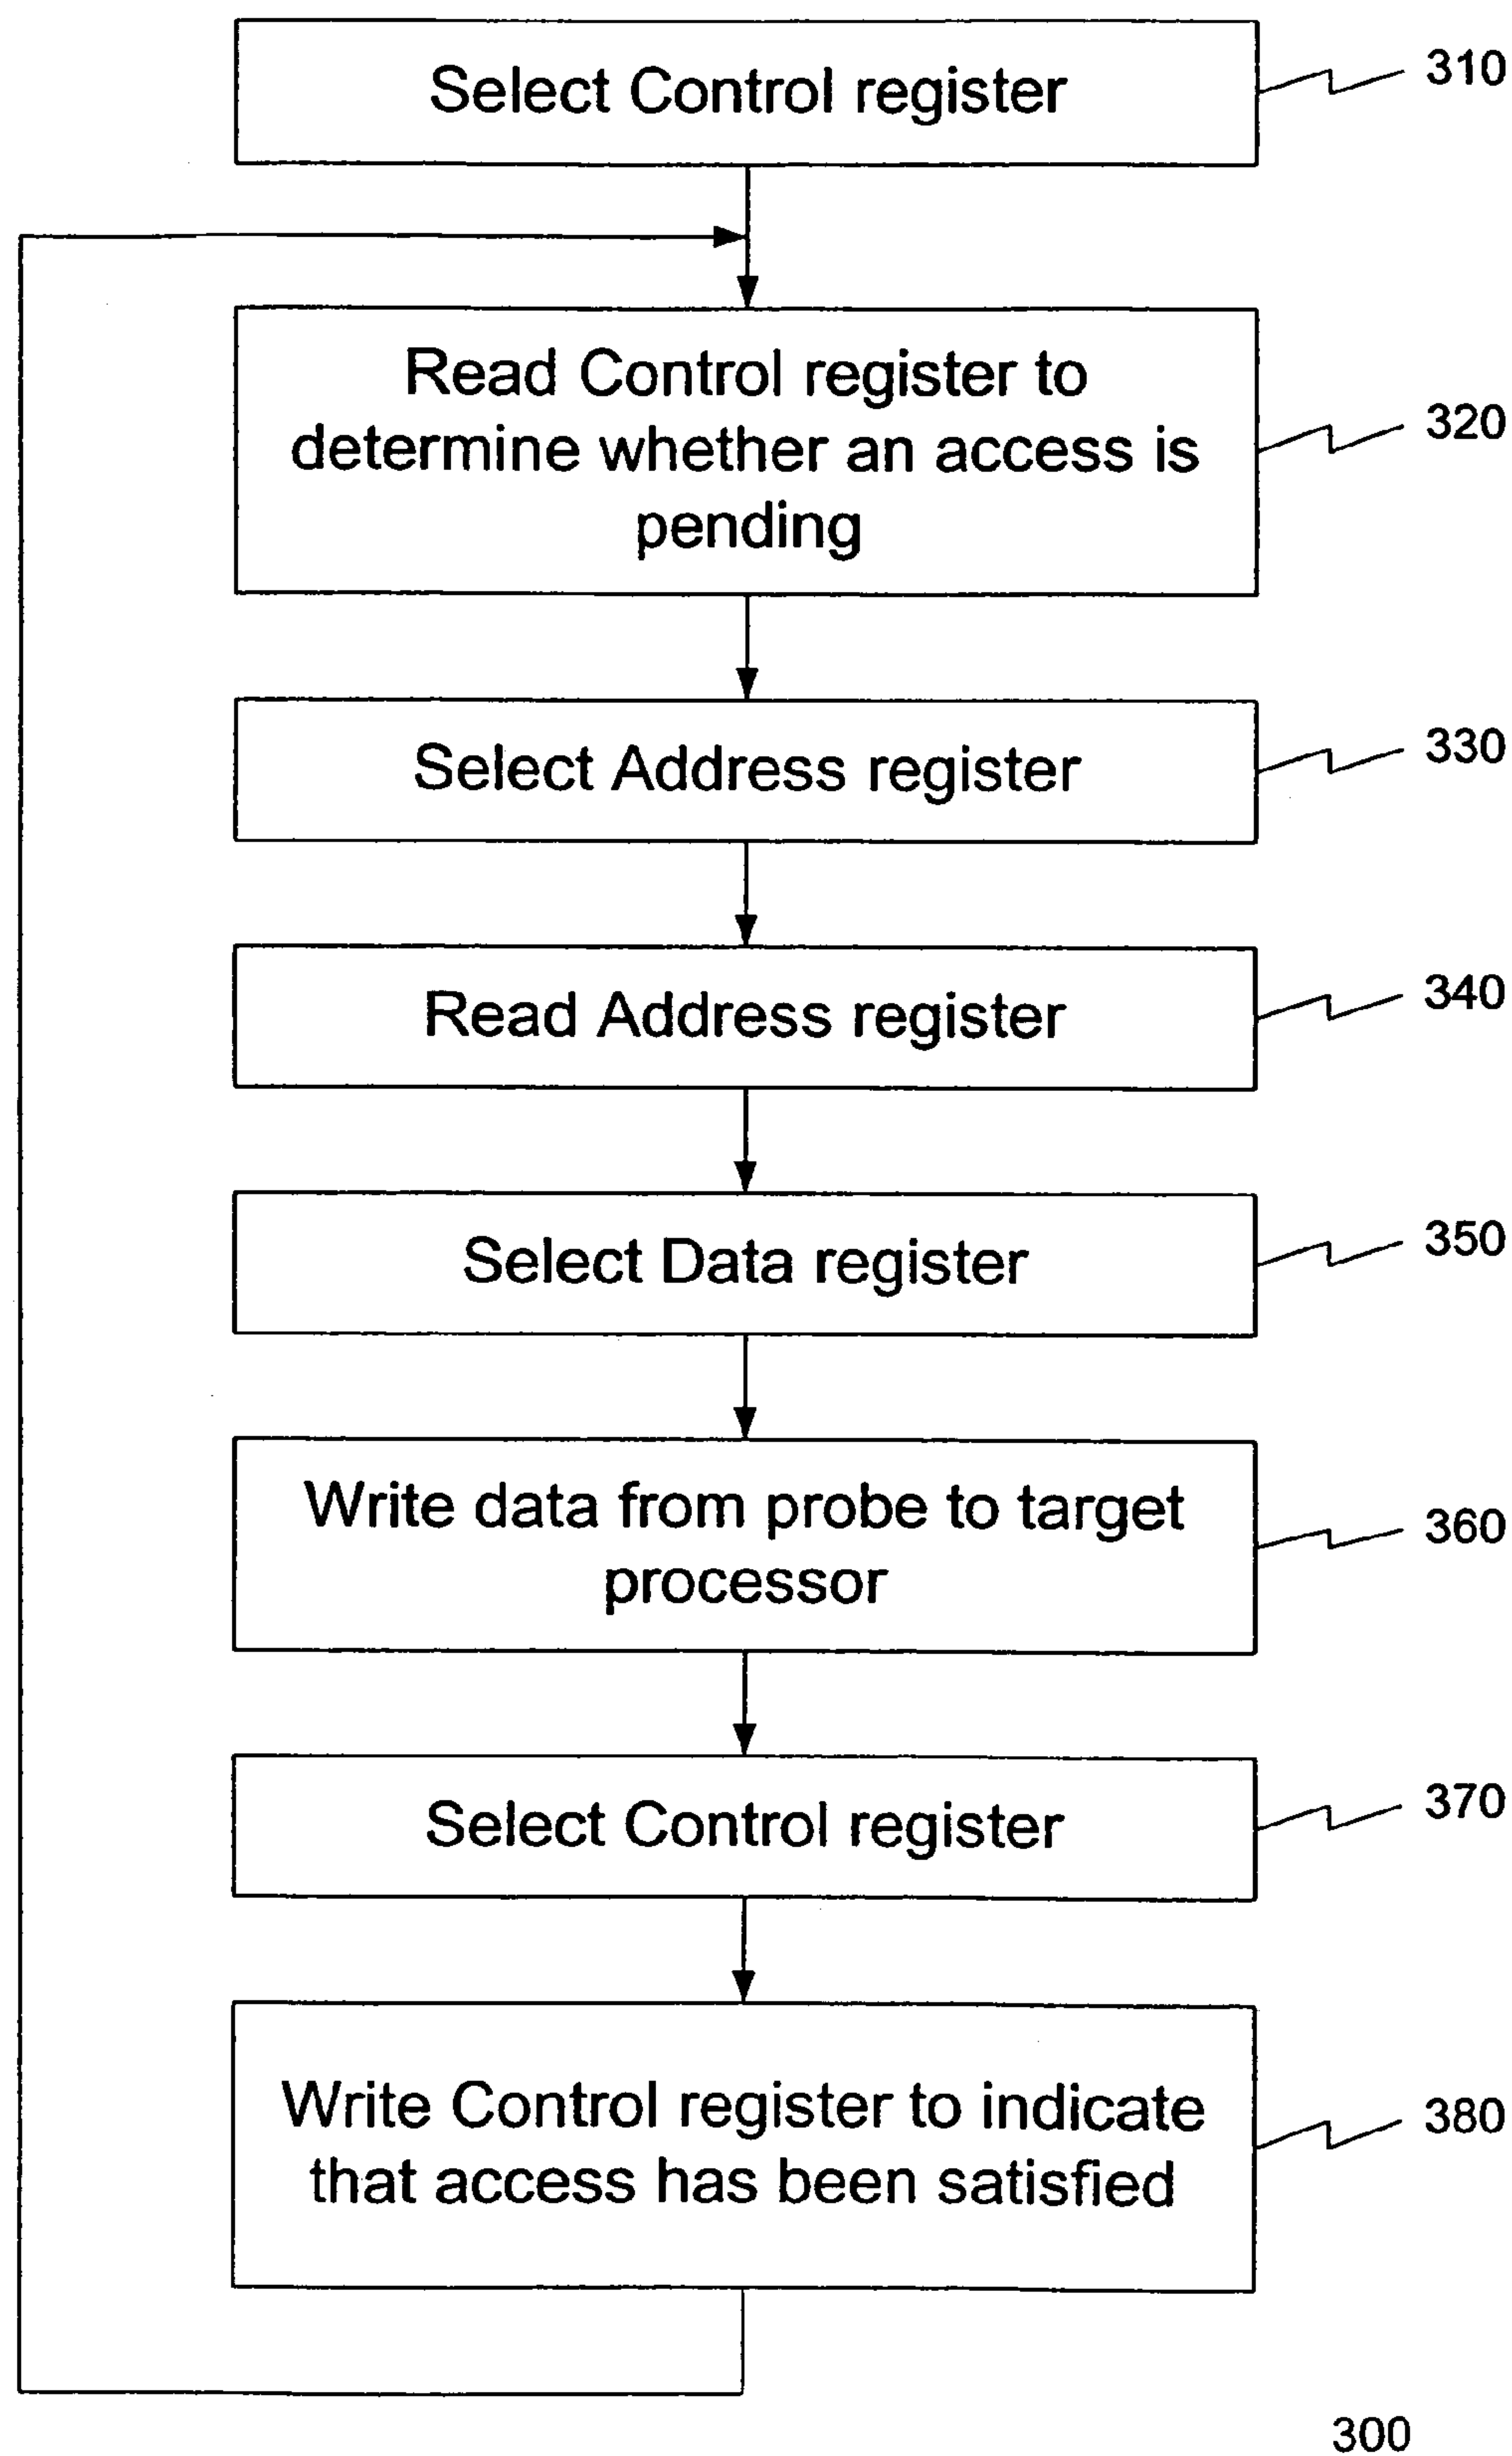 Select Control register
310
Read Control register to
determine whether an access is
pending
320
Select Address register
330
Read Address register
340
Select Data register
350
Write data from probe to target
processor
360
Select Control register
370
Write Control register to indicate
that access has been satisfied
380
300